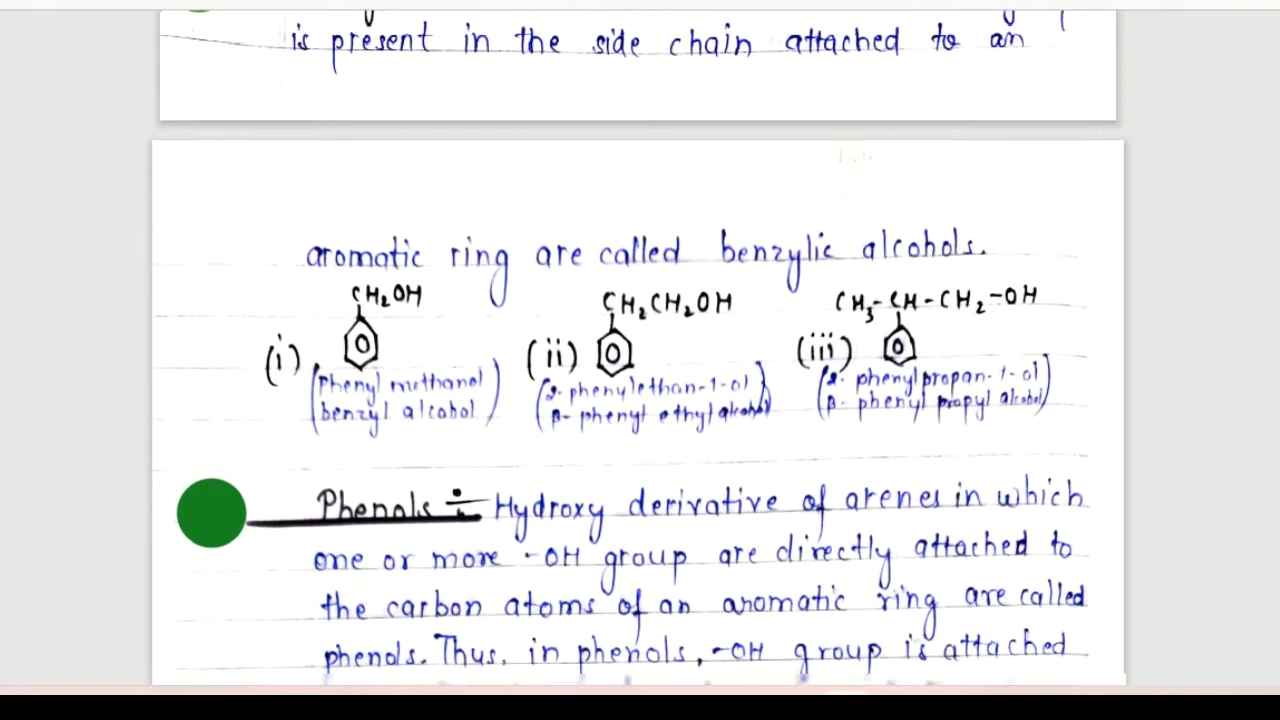 is present in the side chain attached to an
aromatic ring are called benzylic alcohols.
CH₂OH CH₂CH₂OH CH₃-CH-CH₂-OH
(i) (ii) (iii)
(phenyl methanol) (2-phenylethan-1-ol) (2-phenylpropan-1-ol)
(benzyl alcohol) (β-phenyl ethyl alcohol) (β-phenyl propyl alcohol)
Phenols ÷ Hydroxy derivative of arenes in which
one or more -OH group are directly attached to
the carbon atoms of an aromatic ring are called
phenols. Thus, in phenols, -OH group is attached